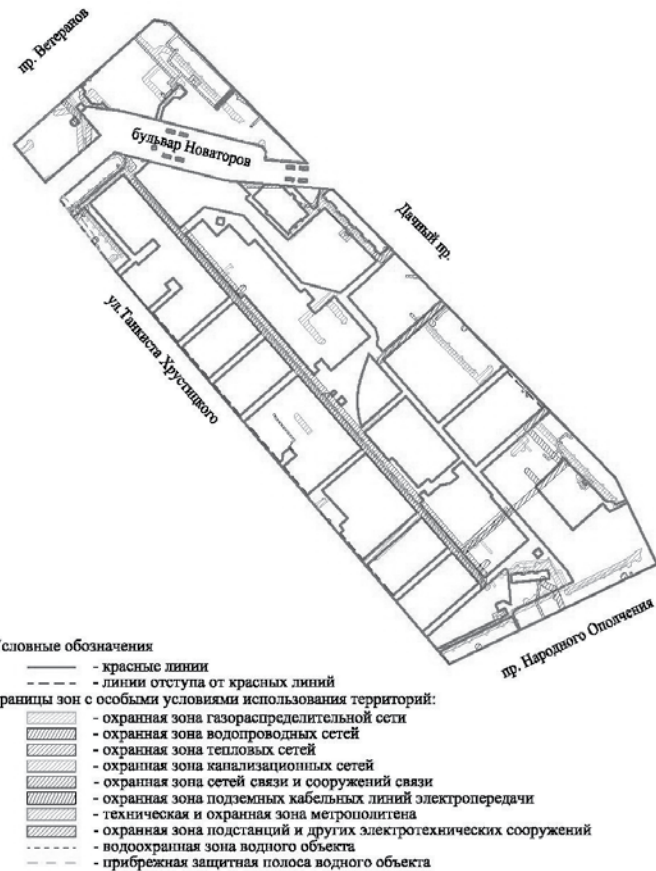 пр. Ветеранов
бульвар Новаторов
Дачный пр.
ул. Танкиста Хрустицкого
пр. Народного Ополчения
Условные обозначения
- красные линии
- линии отступа от красных линий
раницы зон с особыми условиями использования территорий:
- охранная зона газораспределительной сети
- охранная зона водопроводных сетей
- охранная зона тепловых сетей
- охранная зона канализационных сетей
- охранная зона сетей связи и сооружений связи
- охранная зона подземных кабельных линий электропередачи
- техническая и охранная зона метрополитена
- охранная зона подстанций и других электротехнических сооружений
- водоохранная зона водного объекта
- прибрежная защитная полоса водного объекта